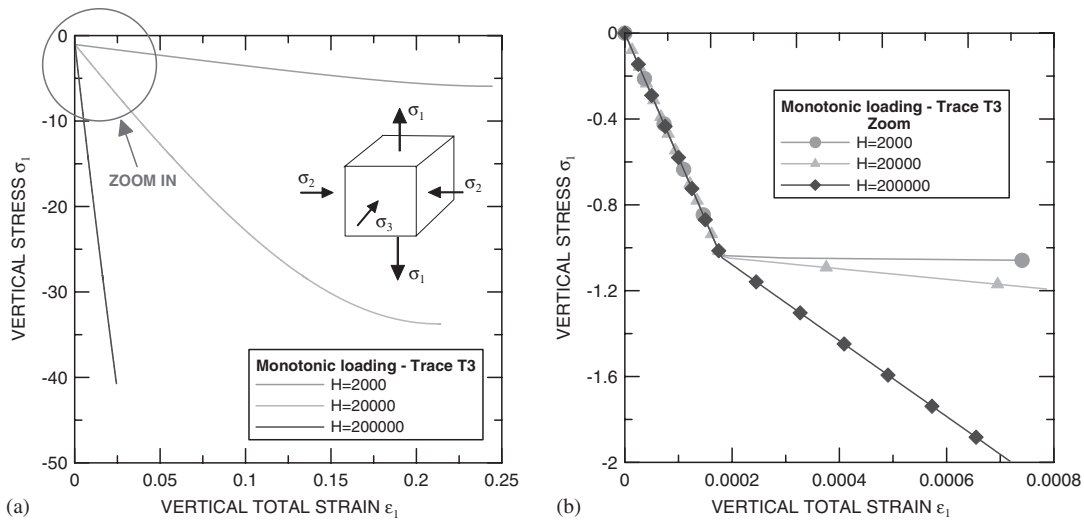 0
-10
-20
-30
-40
-50
VERTICAL STRESS σ1
0
0.05
0.1
0.15
0.2
0.25
VERTICAL TOTAL STRAIN ε1
(a)
ZOOM IN
σ1
σ2
σ2
σ3
σ1
Monotonic loading - Trace T3
H=2000
H=20000
H=200000
0
-0.4
-0.8
-1.2
-1.6
-2
VERTICAL STRESS σ1
0
0.0002
0.0004
0.0006
0.0008
VERTICAL TOTAL STRAIN ε1
(b)
Monotonic loading - Trace T3
Zoom
H=2000
H=20000
H=200000